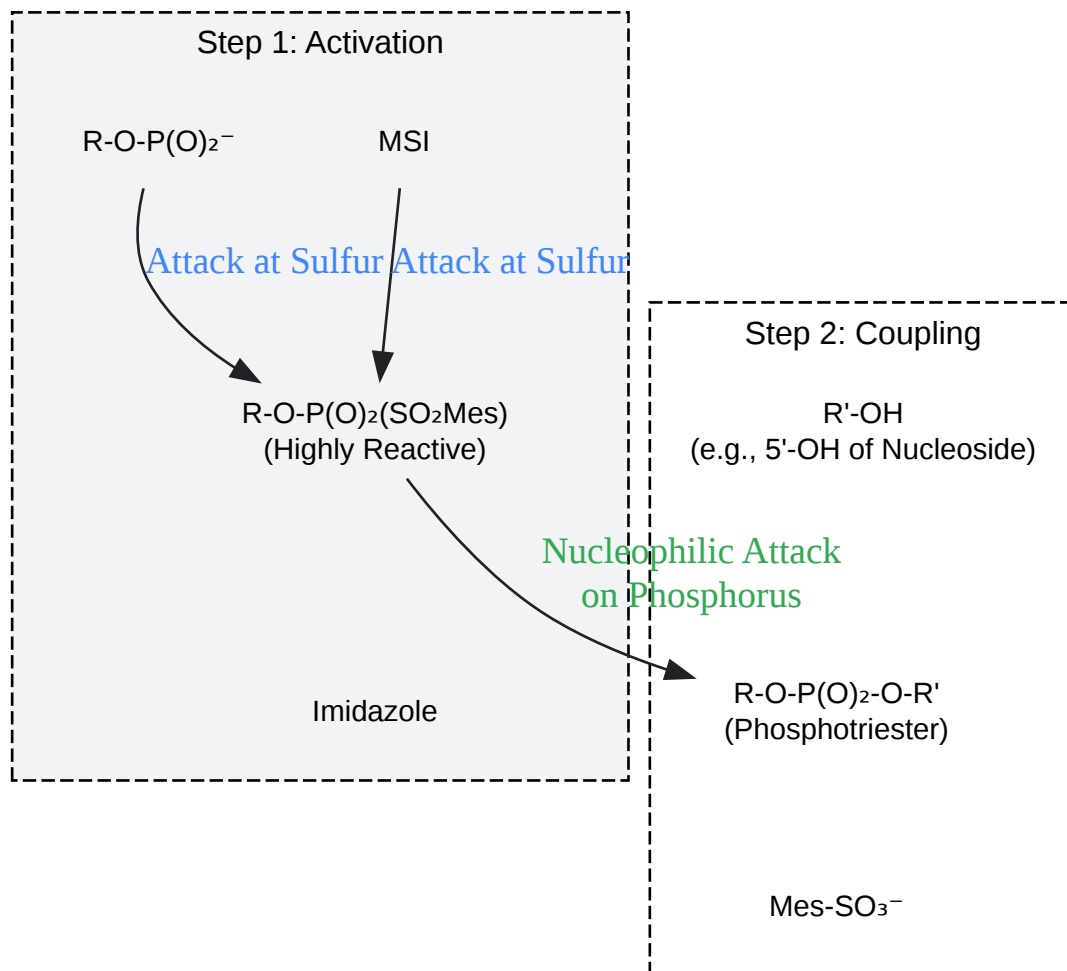 Step 1: Activation
R-O-P(O)₂⁻
MSI
Attack at Sulfur
Attack at Sulfur
R-O-P(O)₂(SO₂Mes)
(Highly Reactive)
Imidazole
Step 2: Coupling
R'-OH
(e.g., 5'-OH of Nucleoside)
Nucleophilic Attack
on Phosphorus
R-O-P(O)₂-O-R'
(Phosphotriester)
Mes-SO₃⁻